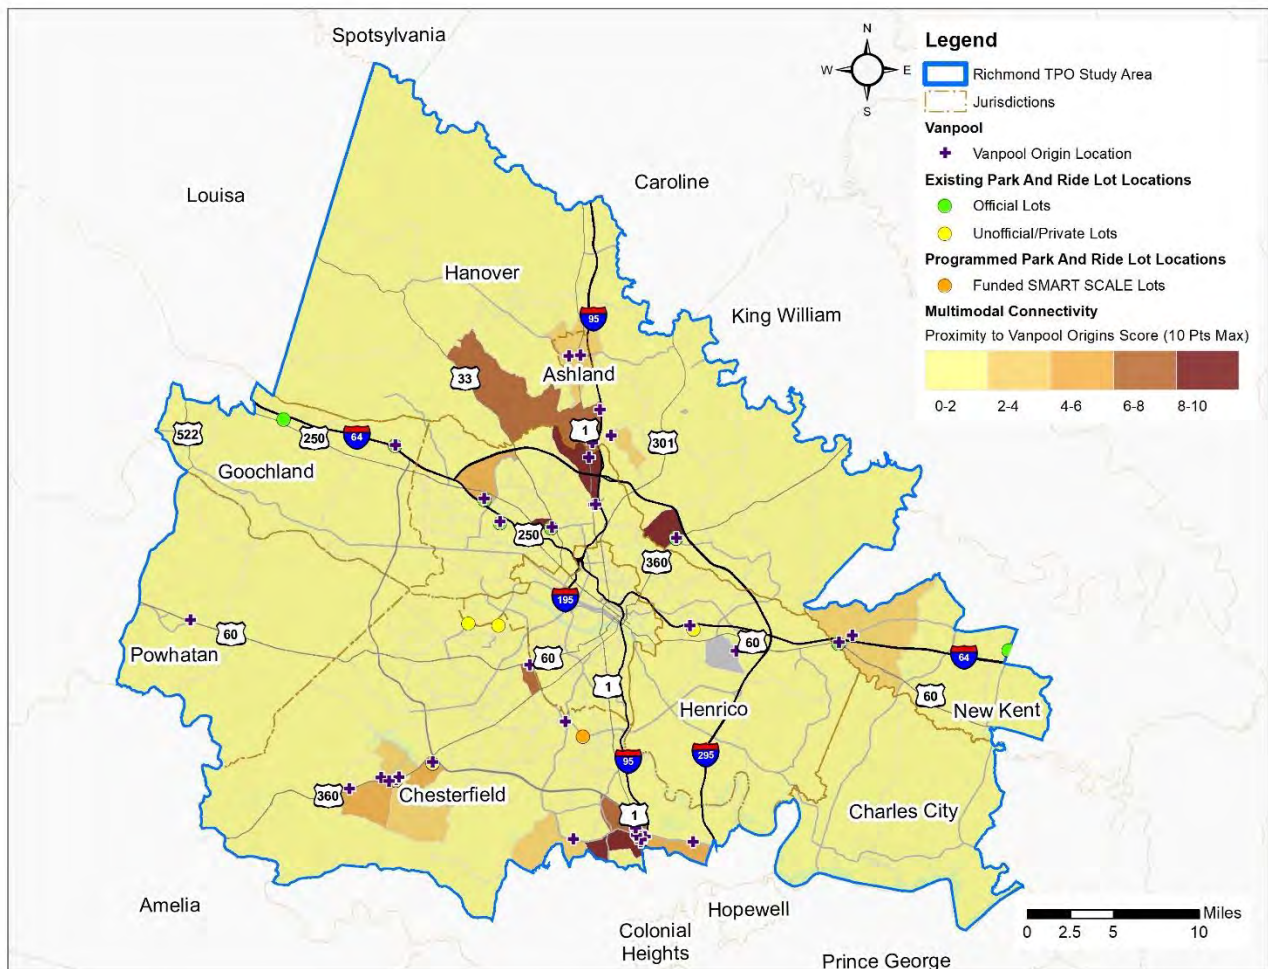 Spotsylvania
N
W
E
S
Legend
Richmond TPO Study Area
Jurisdictions
Vanpool
Vanpool Origin Location
Existing Park And Ride Lot Locations
Official Lots
Unofficial/Private Lots
Programmed Park And Ride Lot Locations
Funded SMART SCALE Lots
Multimodal Connectivity
Proximity to Vanpool Origins Score (10 Pts Max)
0-2 2-4 4-6 6-8 8-10
Louisa
Caroline
Hanover
King William
95
Ashland
33
1
301
522
250
64
Goochland
250
360
195
60
Powhatan
60
60
64
60
1
Henrico
New Kent
95
295
360
Chesterfield
1
Charles City
Amelia
Hopewell
Colonial
Heights
Prince George
Miles
0 2.5 5 10